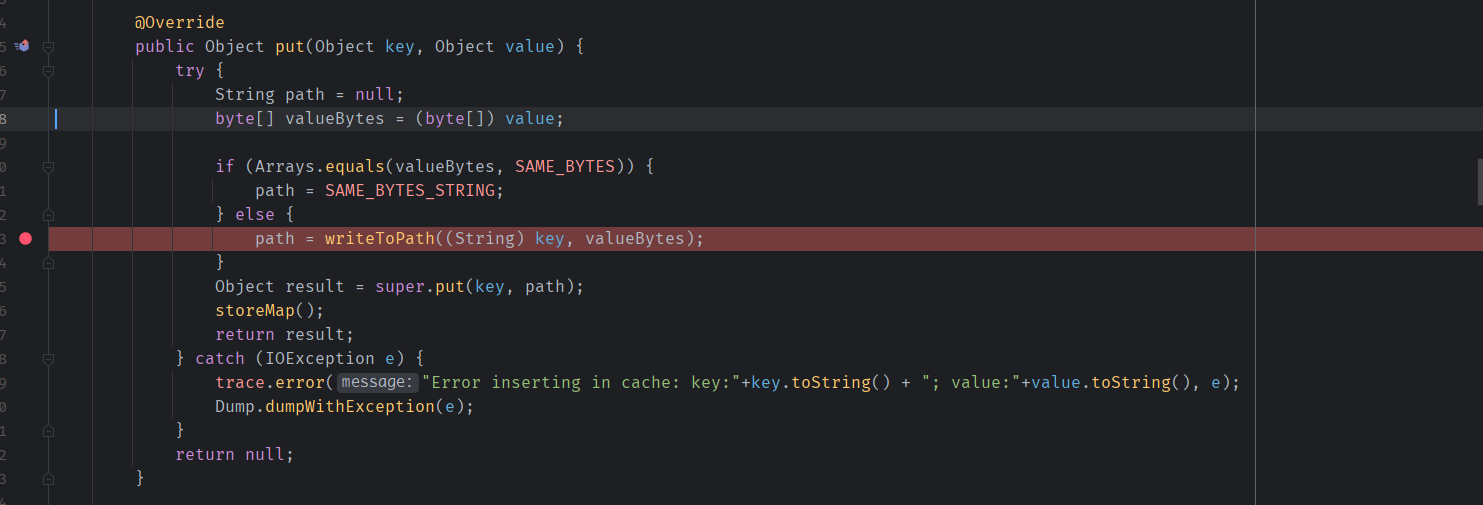 4
@Override
5 public Object put(Object key, Object value) {
6 try {
7 String path = null;
8 byte[] valueBytes = (byte[]) value;
9
0 if (Arrays.equals(valueBytes, SAME_BYTES)) {
1 path = SAME_BYTES_STRING;
2 } else {
3 path = writeToPath((String) key, valueBytes);
4 }
5 Object result = super.put(key, path);
6 storeMap();
7 return result;
8 } catch (IOException e) {
9 trace.error( message: "Error inserting in cache: key:"+key.toString() + "; value:"+value.toString(), e);
0 Dump.dumpWithException(e);
1 }
2 return null;
3 }
4